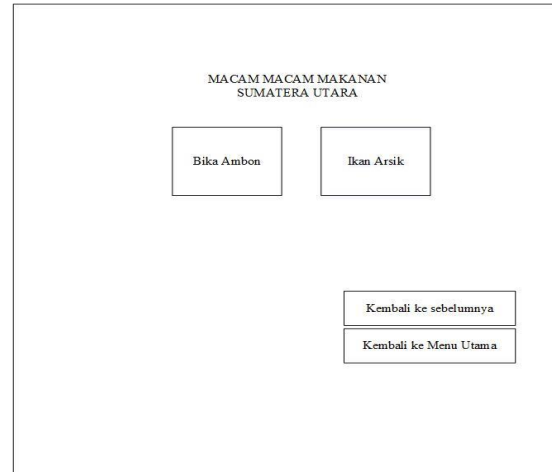 MACAM MACAM MAKANAN
SUMATERA UTARA
Bika Ambon
Ikan Arsik
Kembali ke sebelumnya
Kembali ke Menu Utama